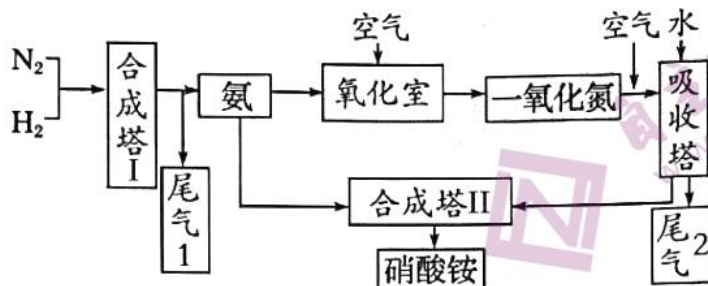 N₂
H₂
合成塔I
尾气1
氨
空气
氧化室
一氧化氮
空气 水
吸收塔
尾气2
合成塔II
硝酸铵